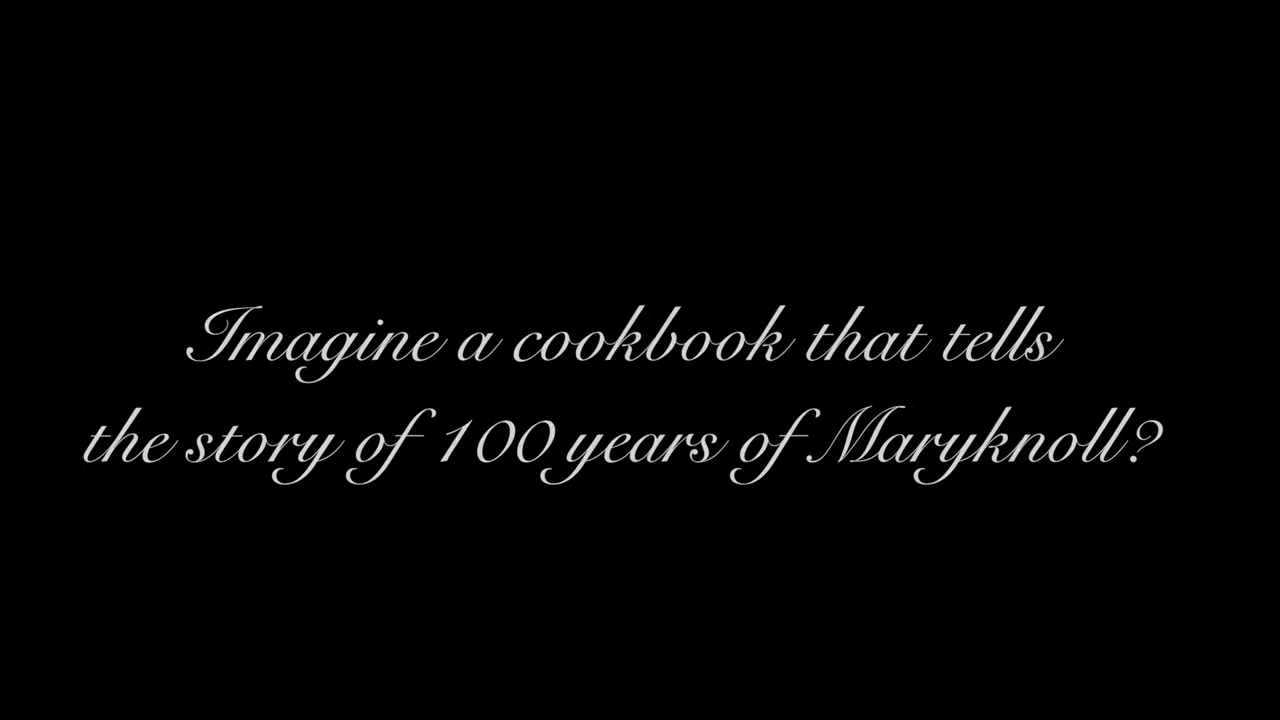 Imagine a cookbook that tells
the story of 100 years of Maryknoll?